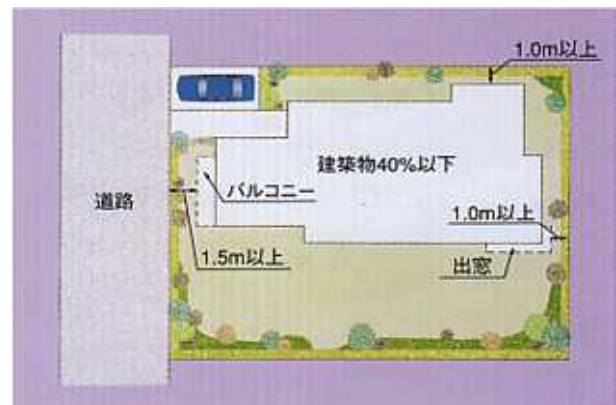 1.0m以上
建築物40%以下
バルコニー
道路
1.0m以上
1.5m以上
出窓